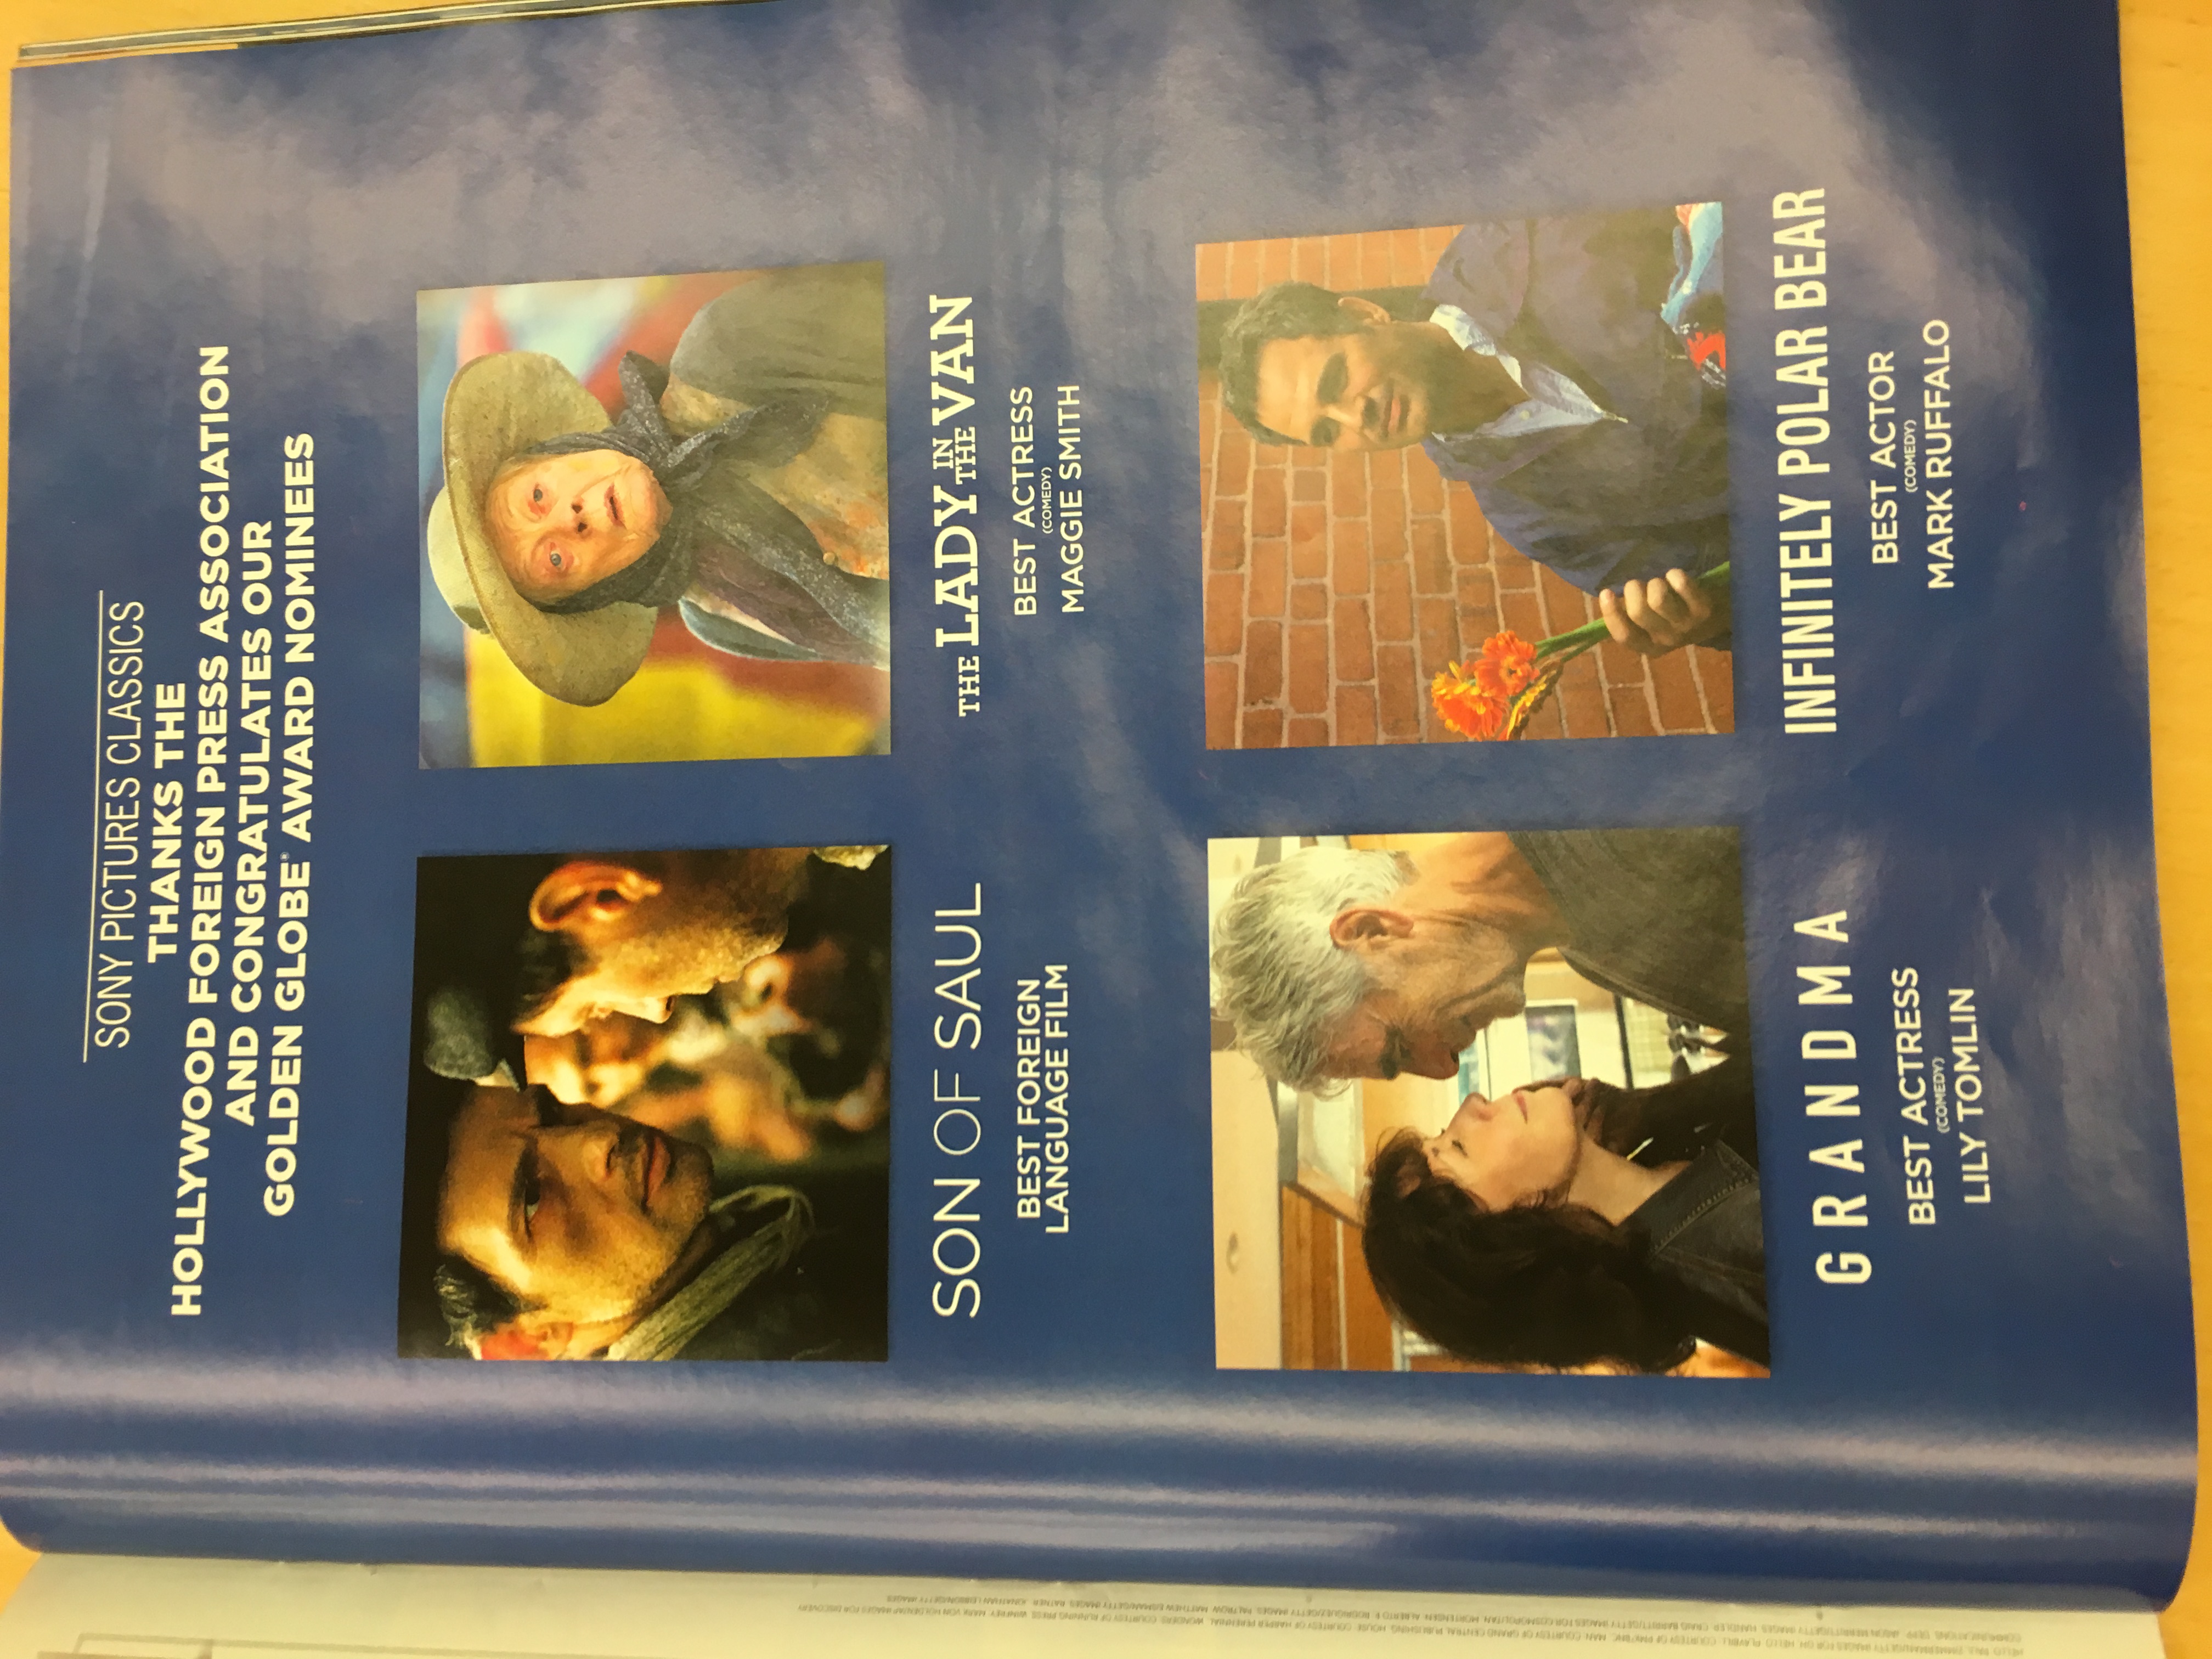 SONY PICTURES CLASSICS
THANKS THE
HOLLYWOOD FOREIGN PRESS ASSOCIATION
AND CONGRATULATES OUR
GOLDEN GLOBE® AWARD NOMINEES
SON OF SAUL
BEST FOREIGN
LANGUAGE FILM
THE LADY IN THE VAN
BEST ACTRESS
(COMEDY)
MAGGIE SMITH
GRANDMA
BEST ACTRESS
(COMEDY)
LILY TOMLIN
INFINITELY POLAR BEAR
BEST ACTOR
(COMEDY)
MARK RUFFALO